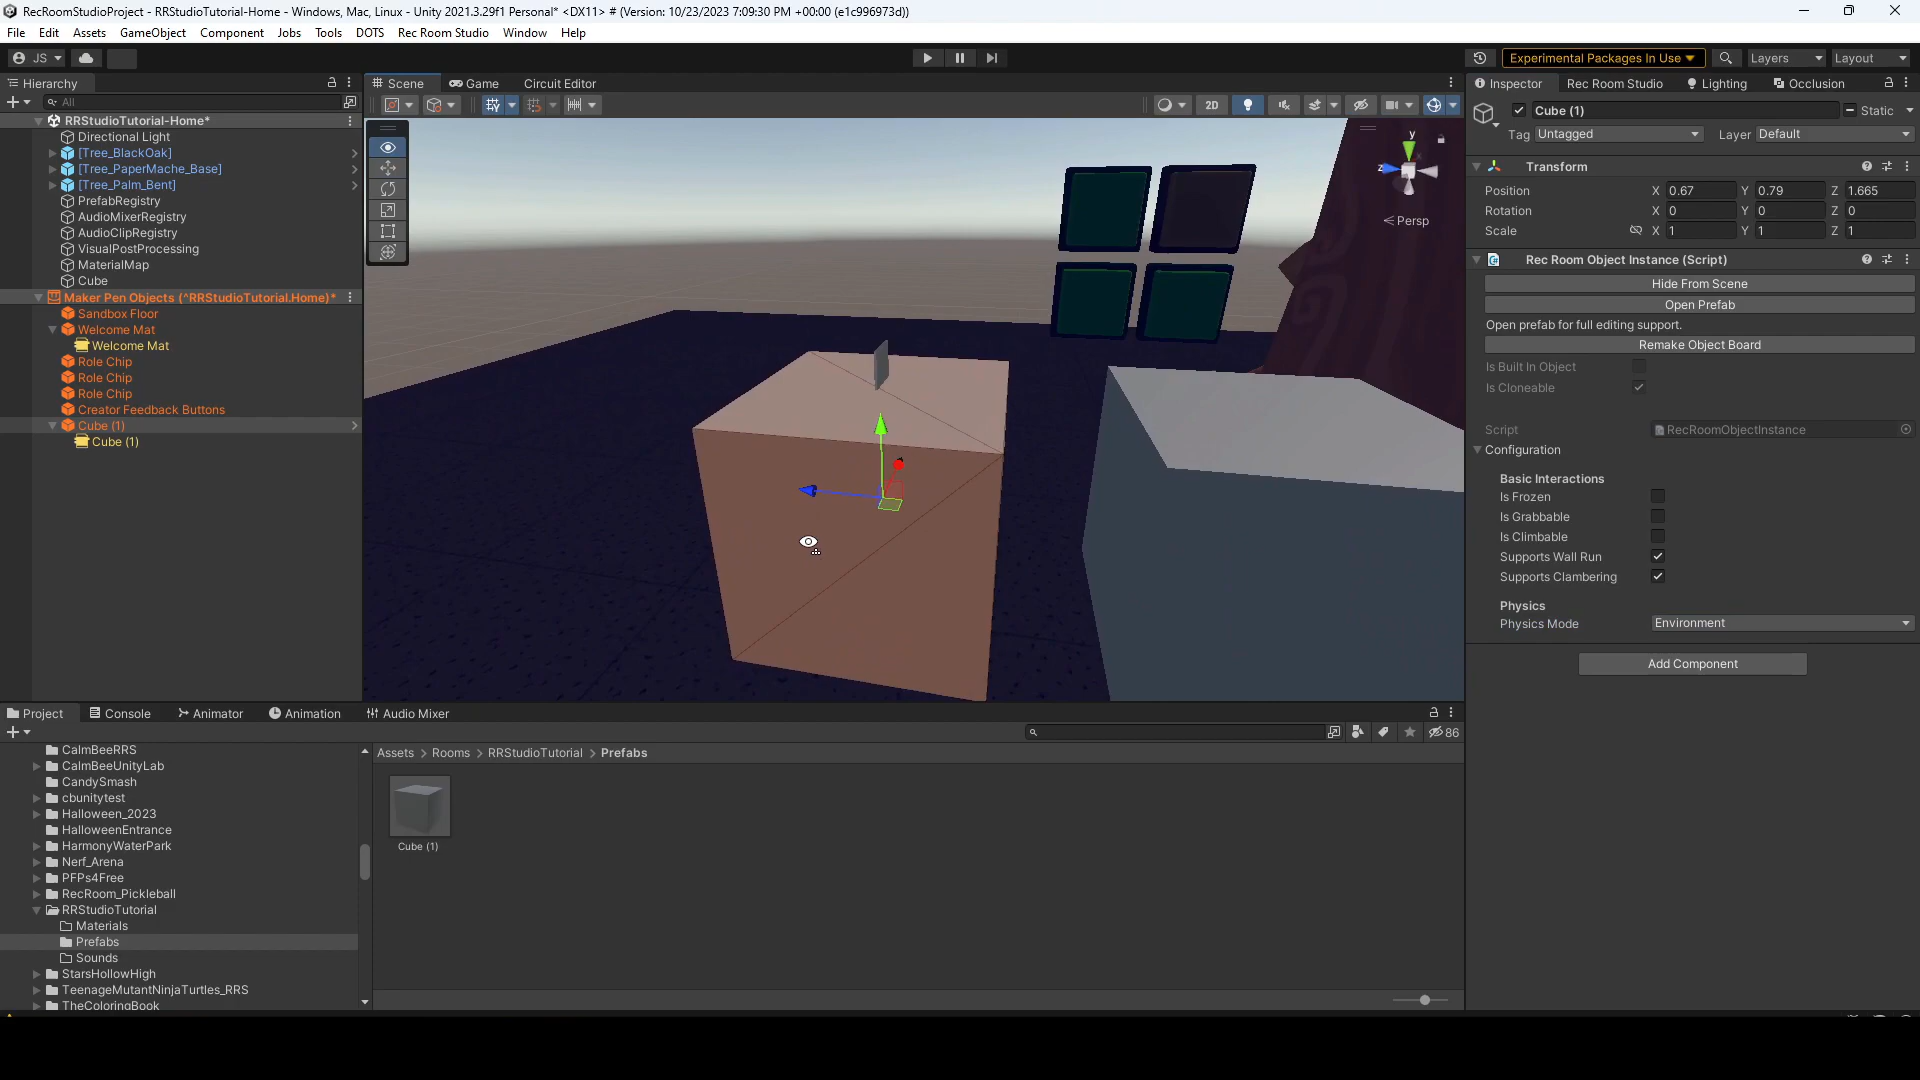 RecRoomStudioProject - RRStudioTutorial-Home - Windows, Mac, Linux - Unity 2021.3.29f1 Personal* <DX11> # (Version: 10/23/2023 7:09:30 PM +00:00 (e1c996973d))
File Edit Assets GameObject Component Jobs Tools DOTS Rec Room Studio Window Help
JS Experimental Packages In Use Layers Layout
Hierarchy
All
RRStudioTutorial-Home*
Directional Light
[Tree_BlackOak]
[Tree_PaperMache_Base]
[Tree_Palm_Bent]
PrefabRegistry
AudioMixerRegistry
AudioClipRegistry
VisualPostProcessing
MaterialMap
Cube
Maker Pen Objects (^RRStudioTutorial.Home)*
Sandbox Floor
Welcome Mat
Welcome Mat
Role Chip
Role Chip
Role Chip
Creator Feedback Buttons
Cube (1)
Cube (1)
Scene Game Circuit Editor
2D
y
z
Persp
Inspector Rec Room Studio Lighting Occlusion
Cube (1) Static
Tag Untagged Layer Default
Transform
Position X 0.67 Y 0.79 Z 1.665
Rotation X 0 Y 0 Z 0
Scale X 1 Y 1 Z 1
Rec Room Object Instance (Script)
Hide From Scene
Open Prefab
Open prefab for full editing support.
Remake Object Board
Is Built In Object
Is Cloneable
Script RecRoomObjectInstance
Configuration
Basic Interactions
Is Frozen
Is Grabbable
Is Climbable
Supports Wall Run
Supports Clambering
Physics
Physics Mode Environment
Add Component
Project Console Animator Animation Audio Mixer
86
CalmBeeRRS
CalmBeeUnityLab
CandySmash
cbunitytest
Halloween_2023
HalloweenEntrance
HarmonyWaterPark
Nerf_Arena
PFPs4Free
RecRoom_Pickleball
RRStudioTutorial
Materials
Prefabs
Sounds
StarsHollowHigh
TeenageMutantNinjaTurtles_RRS
TheColoringBook
Assets > Rooms > RRStudioTutorial > Prefabs
Cube (1)